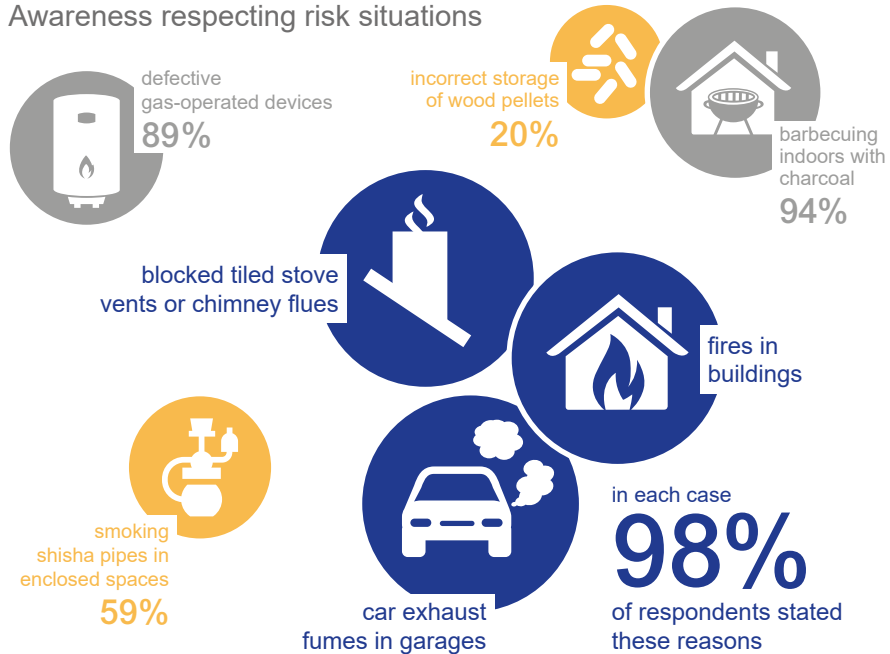 Awareness respecting risk situations
defective
gas-operated devices
89%
incorrect storage
of wood pellets
20%
barbecuing
indoors with
charcoal
94%
blocked tiled stove
vents or chimney flues
fires in
buildings
smoking
shisha pipes in
enclosed spaces
59%
car exhaust
fumes in garages
in each case
98%
of respondents stated
these reasons